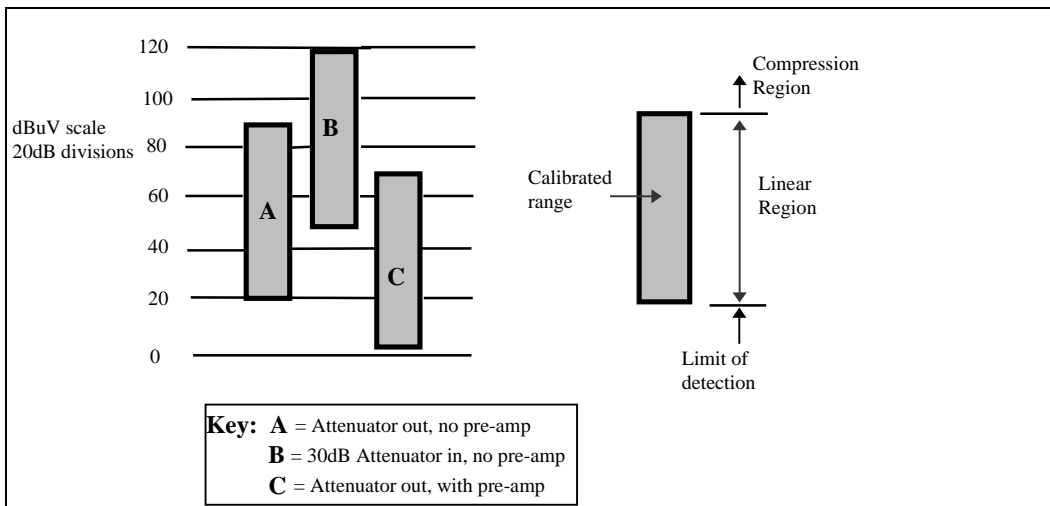 120
100
dBuV scale
20dB divisions
80
60
40
20
0
A
B
C
Compression
Region
Calibrated
range
Linear
Region
Limit of
detection
Key: A = Attenuator out, no pre-amp
B = 30dB Attenuator in, no pre-amp
C = Attenuator out, with pre-amp